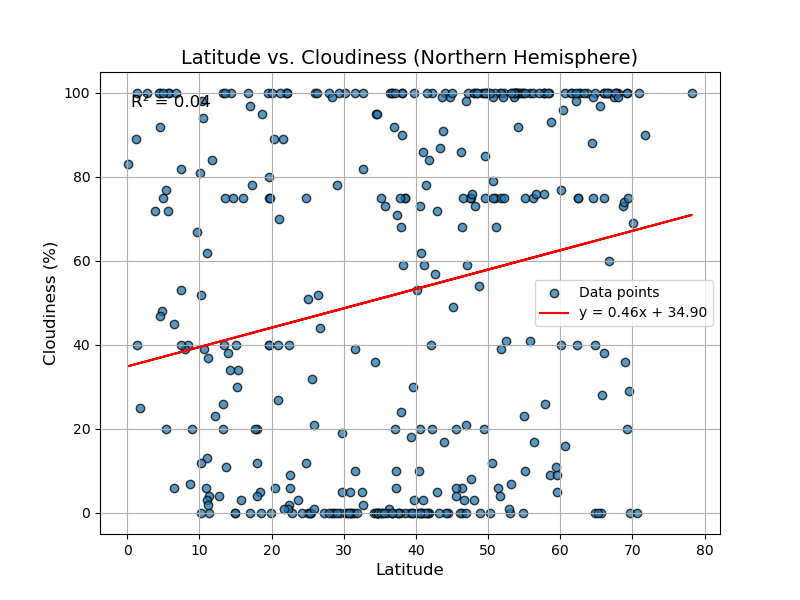 Latitude vs. Cloudiness (Northern Hemisphere)
100
R² = 0.04
80
60
Cloudiness (%)
Data points
y = 0.46x + 34.90
40
20
0
0 10 20 30 40 50 60 70 80
Latitude